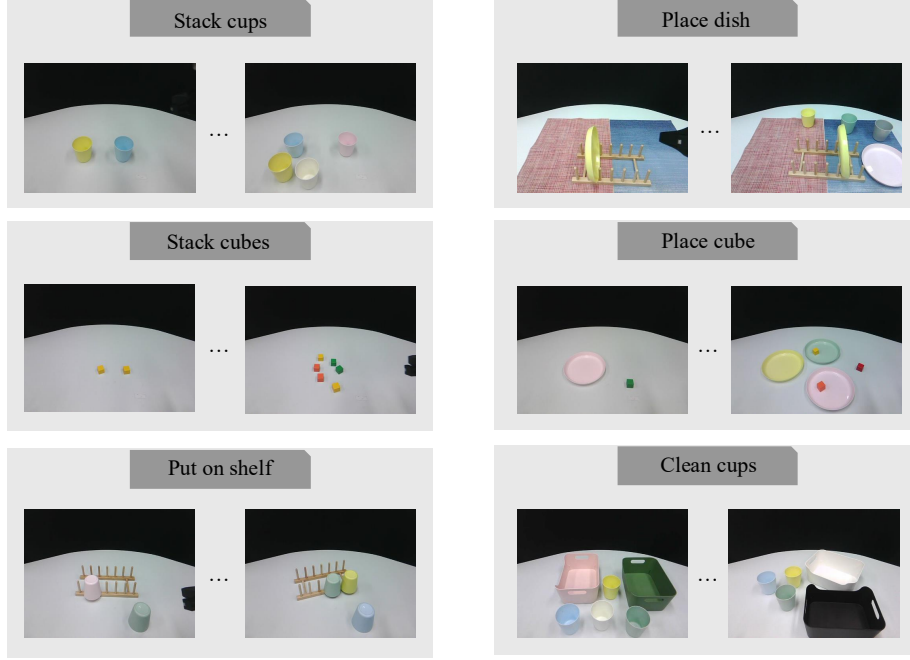 Stack cups
Place dish
...
...
Stack cubes
Place cube
...
...
Put on shelf
Clean cups
...
...